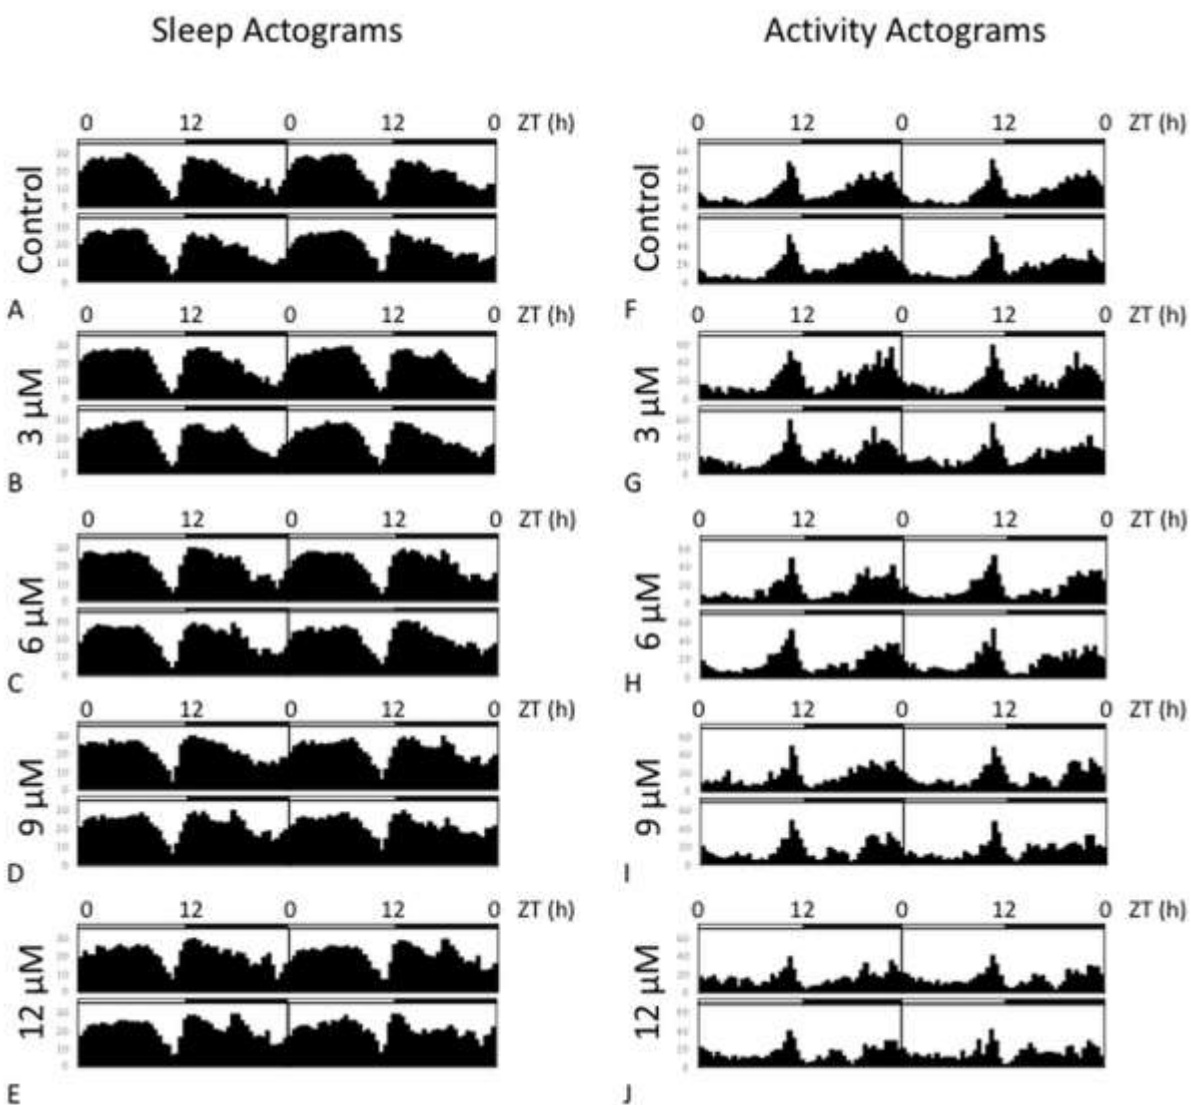 Sleep Actograms
Activity Actograms
0 12 0 12 0 ZT (h)
0 12 0 12 0 ZT (h)
Control
Control
A
F
0 12 0 12 0 ZT (h)
0 12 0 12 0 ZT (h)
3 µM
3 µM
B
G
0 12 0 12 0 ZT (h)
0 12 0 12 0 ZT (h)
6 µM
6 µM
C
H
0 12 0 12 0 ZT (h)
0 12 0 12 0 ZT (h)
9 µM
9 µM
D
I
0 12 0 12 0 ZT (h)
0 12 0 12 0 ZT (h)
12 µM
12 µM
E
J